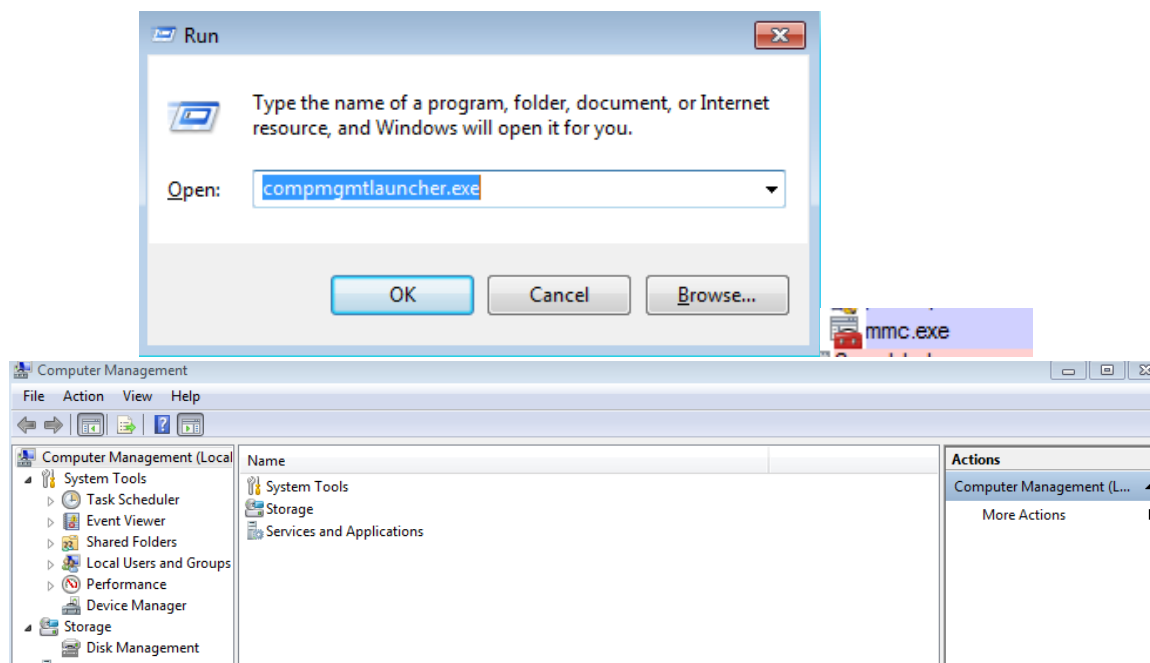 Run
Type the name of a program, folder, document, or Internet
resource, and Windows will open it for you.
Open:
compmgmtlauncher.exe
OK
Cancel
Browse...
mmc.exe
Computer Management
File Action View Help
Computer Management (Local
System Tools
Task Scheduler
Event Viewer
Shared Folders
Local Users and Groups
Performance
Device Manager
Storage
Disk Management
Name
System Tools
Storage
Services and Applications
Actions
Computer Management (L...
More Actions